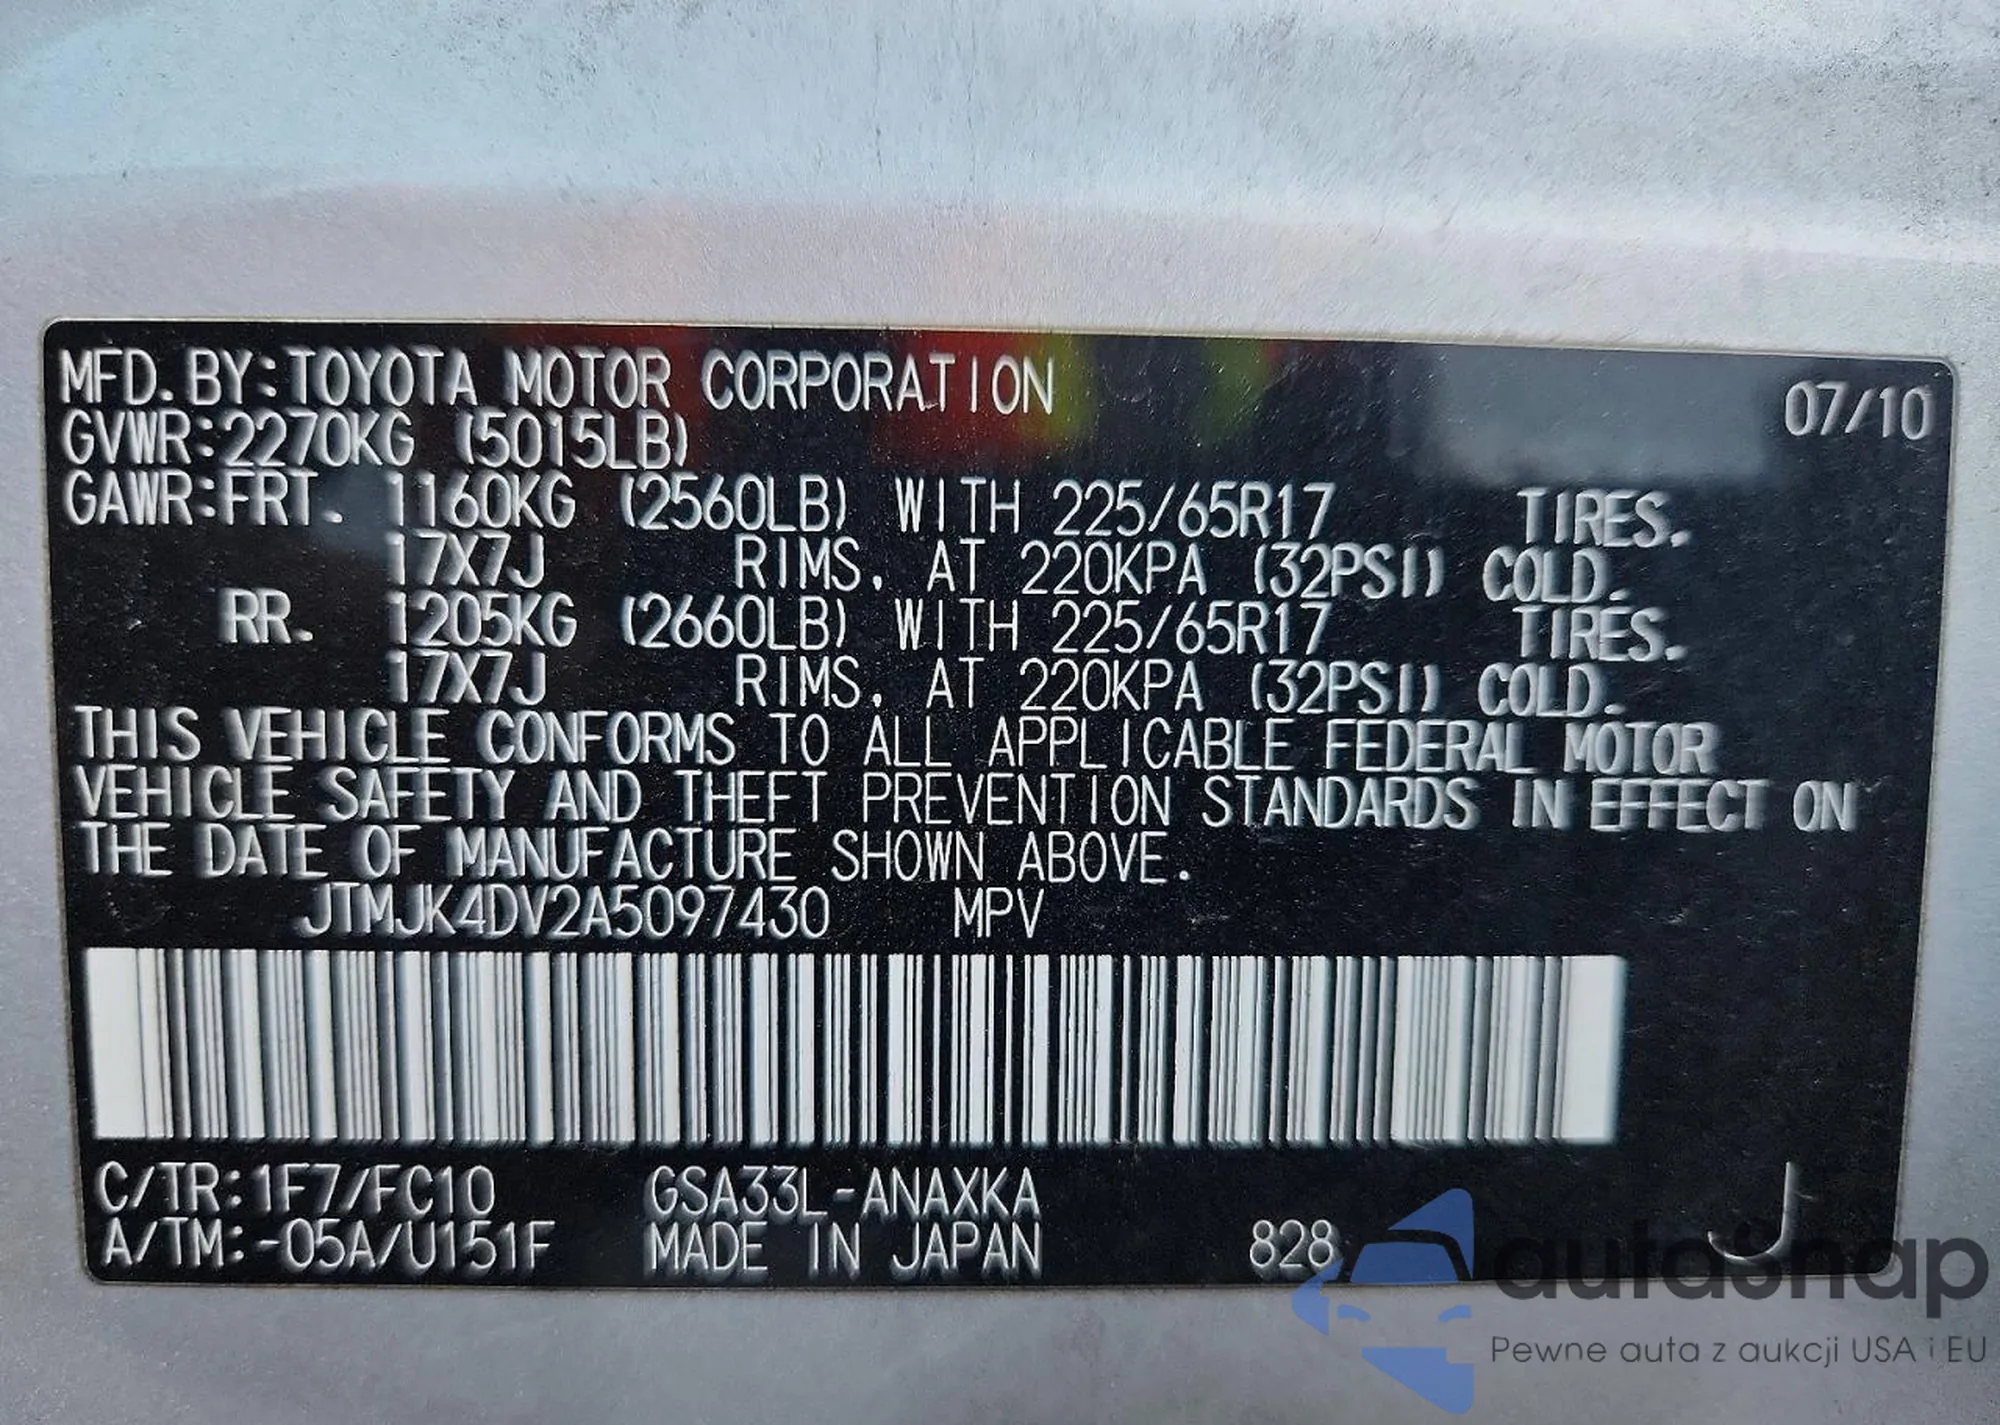 MFD. BY:TOYOTA MOTOR CORPORATION 07/10
GVWR:2270KG (5015LB)
GAWR:FRT. 1160KG (2560LB) WITH 225/65R17 TIRES.
17X7J RIMS, AT 220KPA (32PSI) COLD.
RR. 1205KG (2660LB) WITH 225/65R17 TIRES.
17X7J RIMS, AT 220KPA (32PSI) COLD.
THIS VEHICLE CONFORMS TO ALL APPLICABLE FEDERAL MOTOR
VEHICLE SAFETY AND THEFT PREVENTION STANDARDS IN EFFECT ON
THE DATE OF MANUFACTURE SHOWN ABOVE.
JTMJK4DV2A5097430 MPV
C/TR:1F7/FC10 GSA33L-ANAXKA
A/TM:-05A/U151F MADE IN JAPAN 828 J
autosnap
Pewne auta z aukcji USA i EU